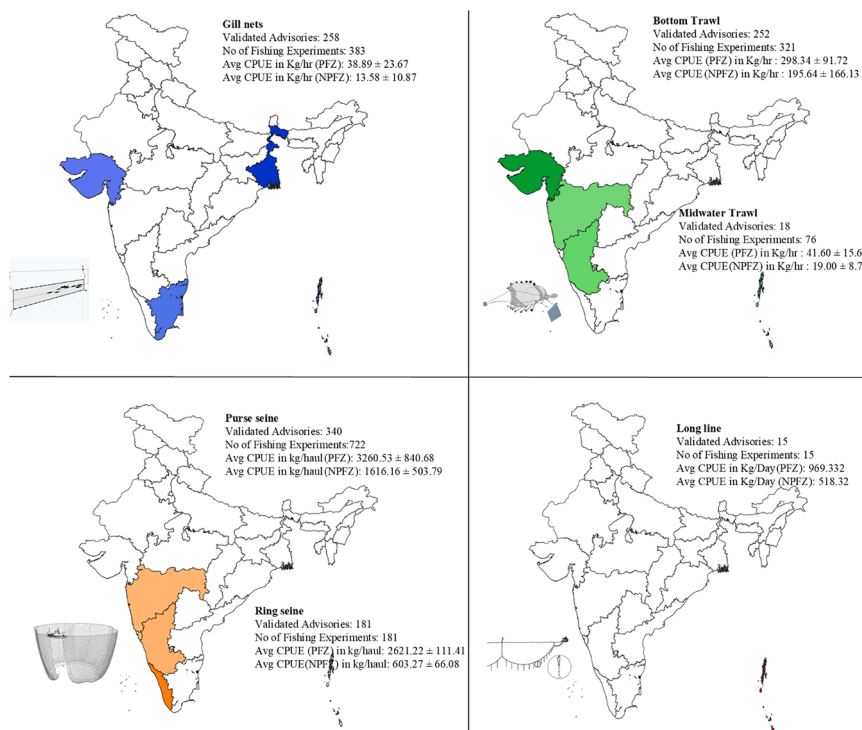 Gill nets
Validated Advisories: 258
No of Fishing Experiments: 383
Avg CPUE in Kg/hr (PFZ): 38.89 ± 23.67
Avg CPUE in Kg/hr (NPFZ): 13.58 ± 10.87
Bottom Trawl
Validated Advisories: 252
No of Fishing Experiments: 321
Avg CPUE (PFZ) in Kg/hr : 298.34 ± 91.72
Avg CPUE (NPFZ) in Kg/hr : 195.64 ± 166.13
Midwater Trawl
Validated Advisories: 18
No of Fishing Experiments: 76
Avg CPUE (PFZ) in Kg/hr : 41.60 ± 15.6
Avg CPUE (NPFZ) in Kg/hr : 19.00 ± 8.7
Purse seine
Validated Advisories: 340
No of Fishing Experiments:722
Avg CPUE in kg/haul (PFZ): 3260.53 ± 840.68
Avg CPUE in kg/haul (NPFZ): 1616.16 ± 503.79
Ring seine
Validated Advisories: 181
No of Fishing Experiments: 181
Avg CPUE (PFZ) in kg/haul: 2621.22 ± 111.41
Avg CPUE(NPFZ) in kg/haul: 603.27 ± 66.08
Long line
Validated Advisories: 15
No of Fishing Experiments: 15
Avg CPUE in Kg/Day (PFZ): 969.332
Avg CPUE in Kg/Day (NPFZ): 518.32